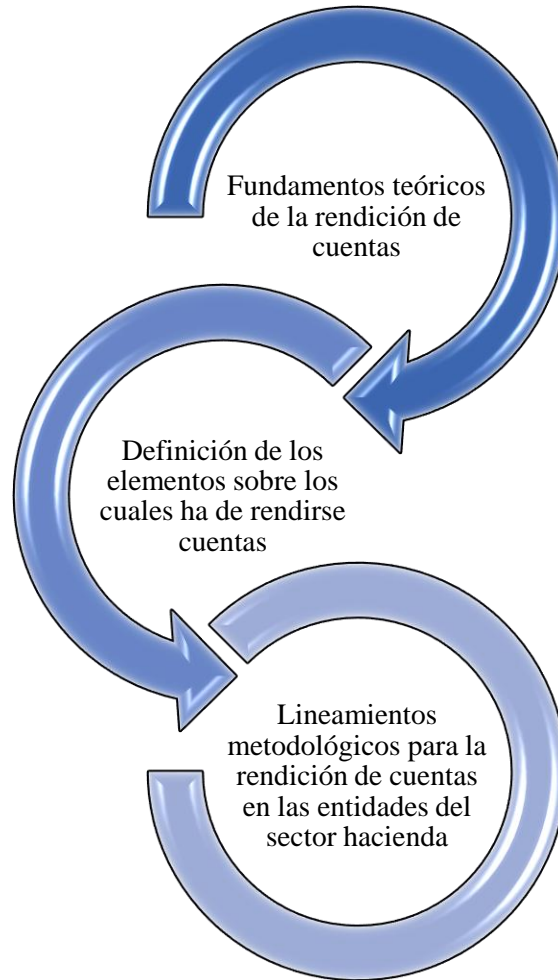 Fundamentos teóricos
de la rendición de
cuentas
Definición de los
elementos sobre los
cuales ha de rendirse
cuentas
Lineamientos
metodológicos para la
rendición de cuentas
en las entidades del
sector hacienda